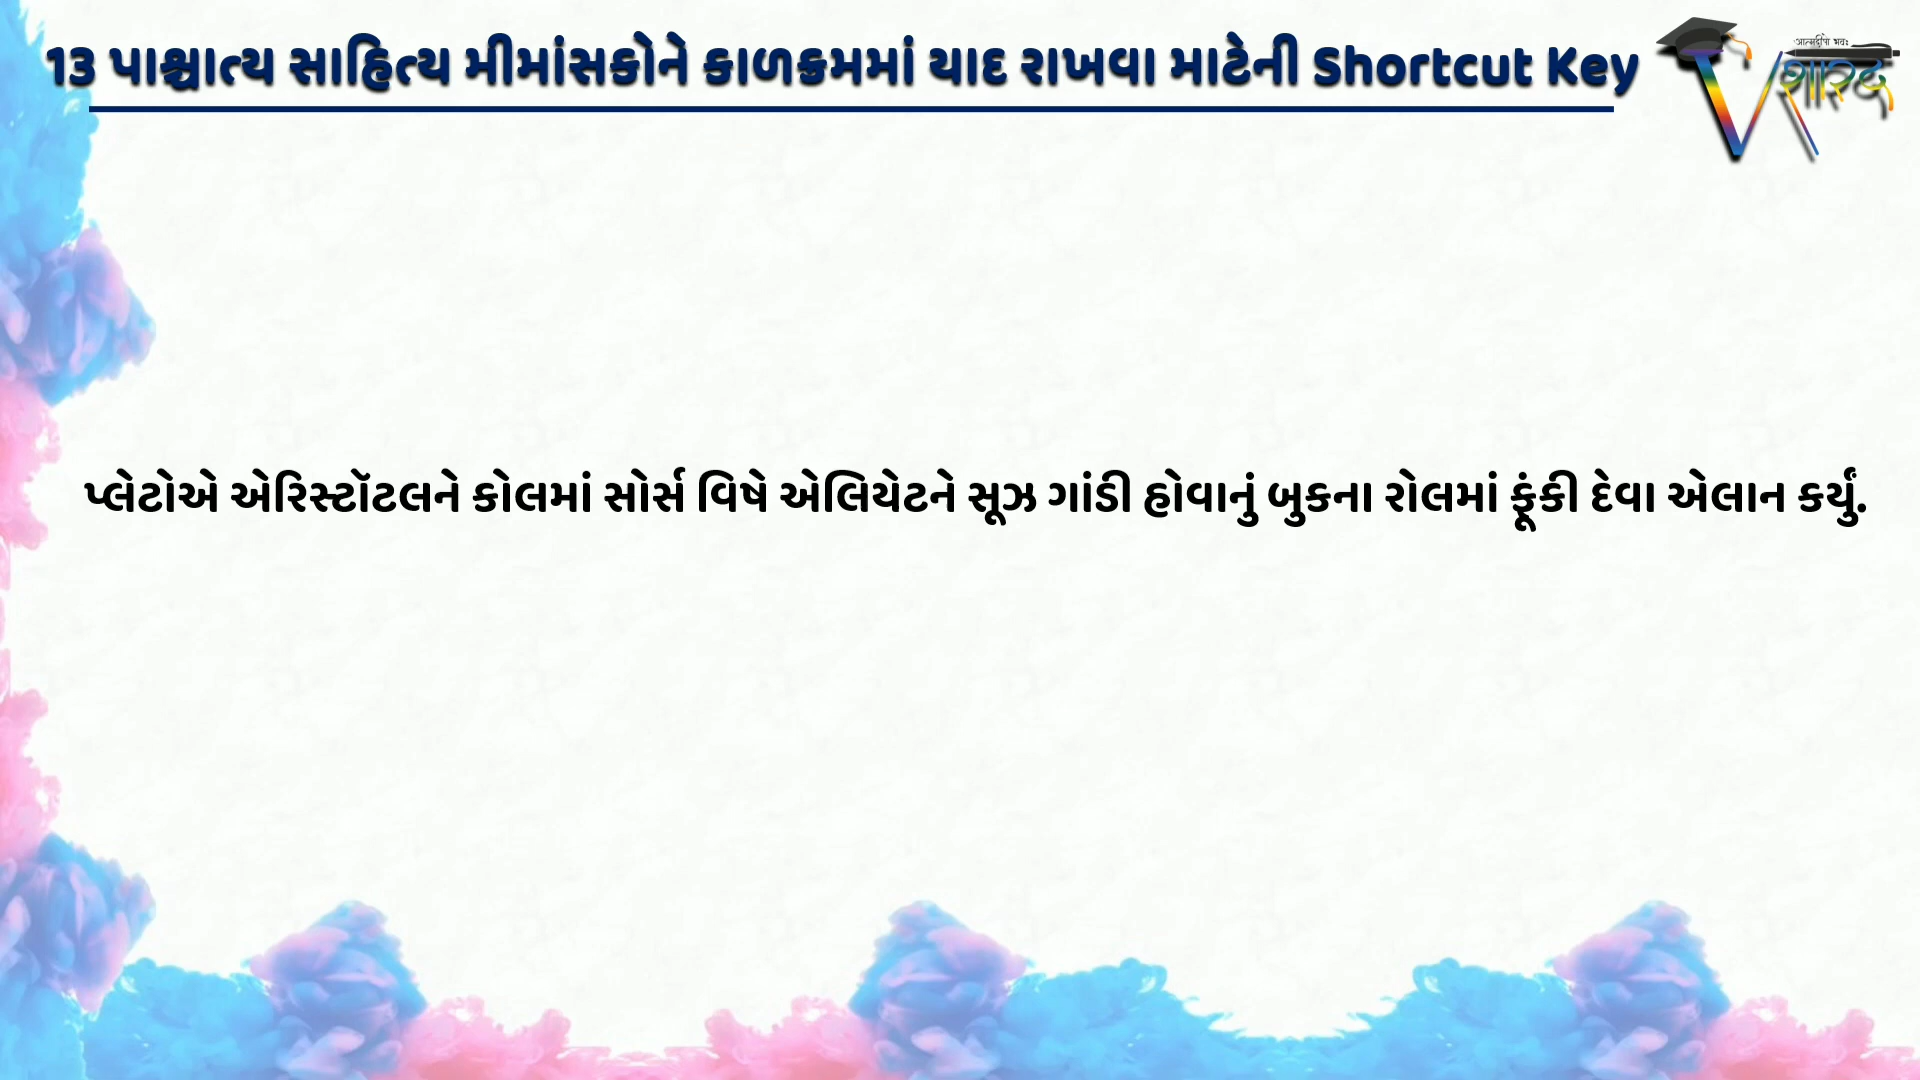 13 પાશ્ચાત્ય સાહિત્ય મીમાંસકોને કાળક્રમમાં યાદ રાખવા માટેની Shortcut Key
પ્લેટોએ એરિસ્ટૉટલને કોલમાં સોર્સ વિષે એલિયેટને સૂઝ ગાંડી હોવાનું બુકના રોલમાં ફૂંકી દેવા એલાન કર્યું.